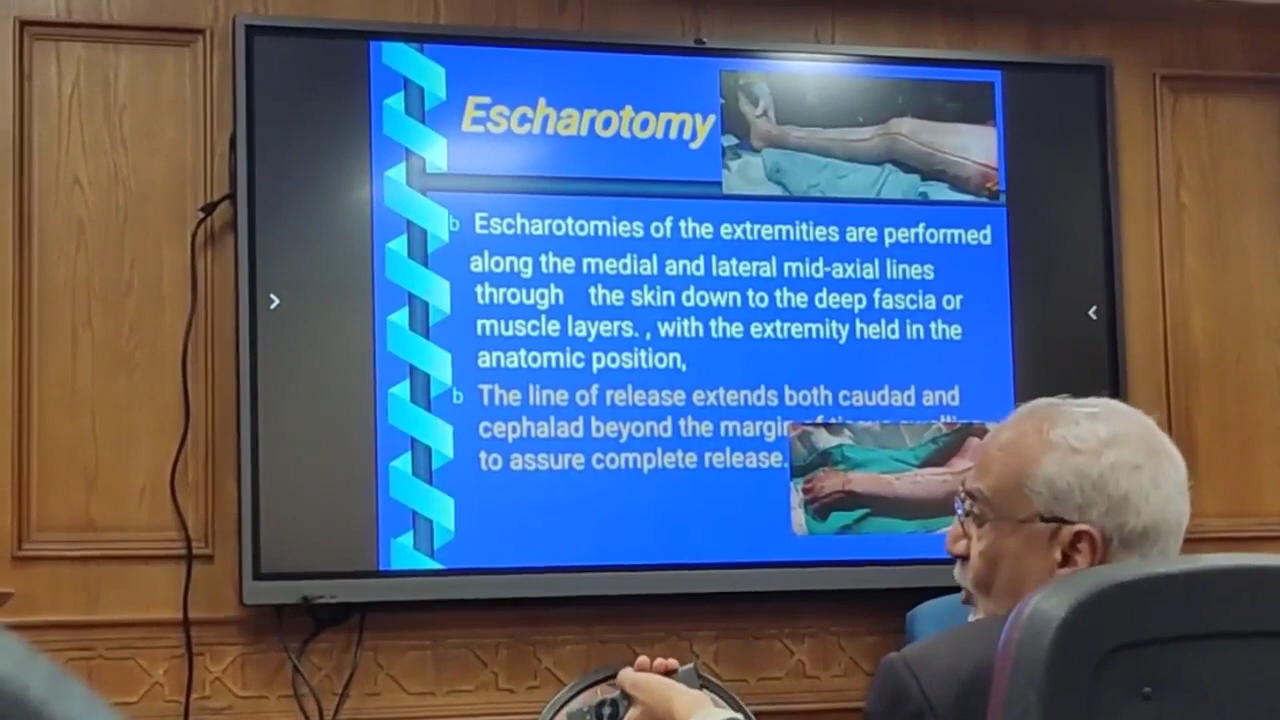 Escharotomy
b Escharotomies of the extremities are performed
along the medial and lateral mid-axial lines
through the skin down to the deep fascia or
muscle layers. , with the extremity held in the
anatomic position,
b The line of release extends both caudad and
cephalad beyond the margin
to assure complete release.